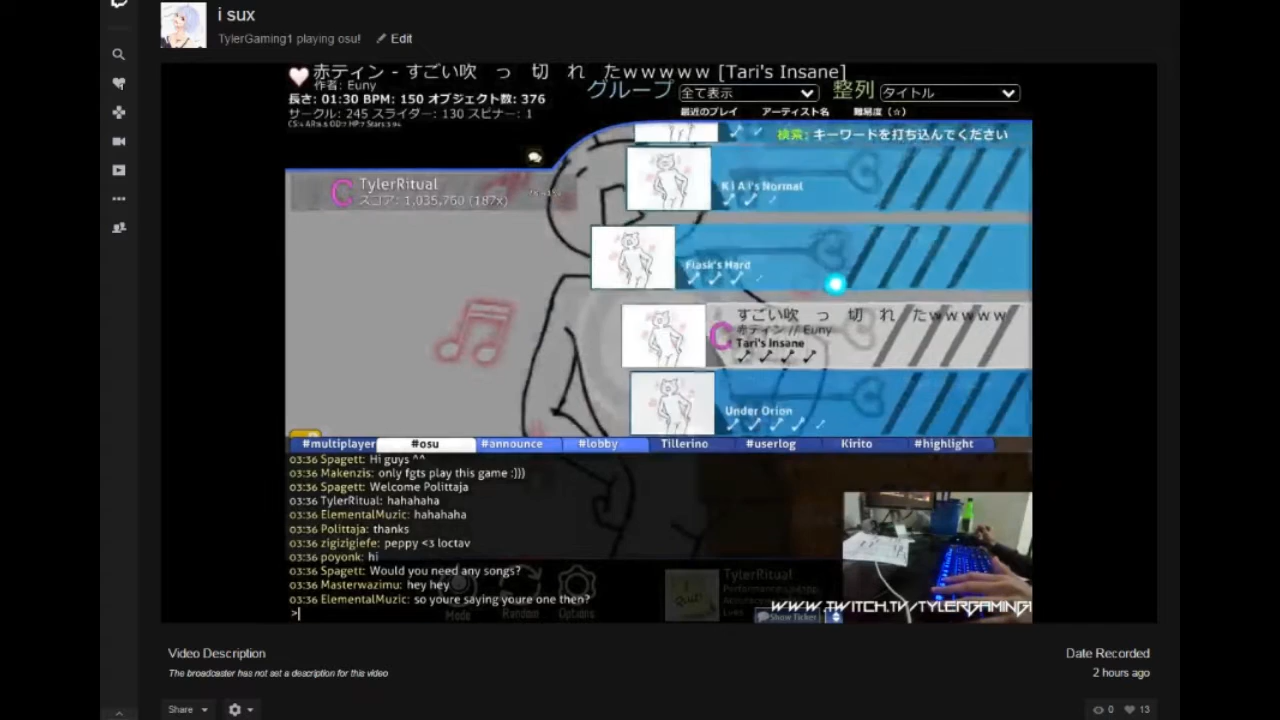 i sux
TylerGaming1 playing osu!
Edit
赤ティン - すごい吹　っ　切　れ　たwwwww [Tari's Insane]
作者: Euny
長さ: 01:30 BPM: 150 オブジェクト数: 376
サークル: 245 スライダー: 130 スピナー: 1
グループ 全て表示 整列 タイトル
最近のプレイ アーティスト名 難易度 (☆)
検索: キーワードを打ち込んでください
C TylerRitual
スコア: 1,035,760 (187x)
K i A i's Normal
Flask's Hard
すごい吹　っ　切　れ　たwwwww
C 赤ティン // Euny
Tari's Insane
Under Orion
#multiplayer #osu #announce #lobby Tillerino #userlog Kirito #highlight
03:36 Spagett: Hi guys ^^
03:36 Makenzis: only fgts play this game :)))
03:36 Spagett: Welcome Polittaja
03:36 TylerRitual: hahahaha
03:36 ElementalMuzic: hahahaha
03:36 Polittaja: thanks
03:36 zigizigiefe: peppy <3 loctav
03:36 poyonk: hi
03:36 Spagett: Would you need any songs?
03:36 Masterwazimu: hey hey
03:36 ElementalMuzic: so youre saying youre one then?
>
Mode Random Options
TylerRitual
WWW.TWITCH.TV/TYLERGAMING1
Show Ticker
Video Description
The broadcaster has not set a description for this video
Date Recorded
2 hours ago
Share
0 13